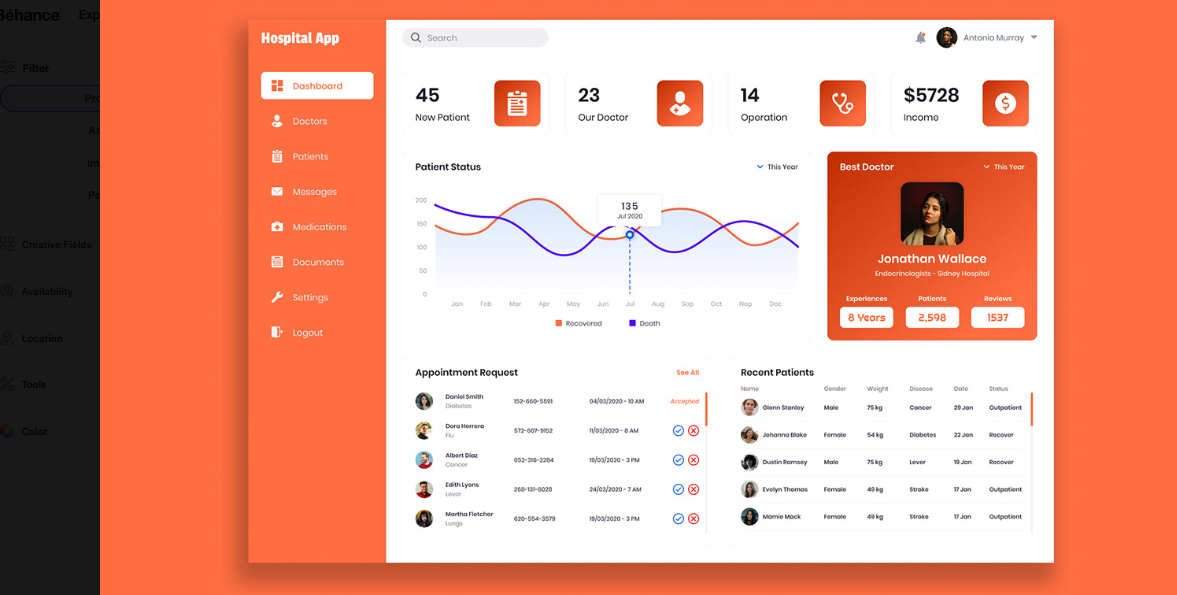 Bēhance
Exp
Filter
Pro
As
Im
Pe
Creative Fields
Availability
Location
Tools
Color
Hospital App
Dashboard
Doctors
Patients
Messages
Medications
Documents
Settings
Logout
Search
Antonio Murray
45
New Patient
23
Our Doctor
14
Operation
$5728
Income
Patient Status
This Year
200
150
100
50
0
135
Jul 2020
Jan Feb Mar Apr May Jun Jul Aug Sep Oct Nop Dec
Recovered Death
Best Doctor
This Year
Jonathan Wallace
Endocrinologists - Sidney Hospital
Experiences Patients Reviews
8 Years 2,598 1537
Appointment Request See All
Daniel Smith
Diabetes
152-660-5591 04/03/2020 - 10 AM Accepted
Dora Herrera
Flu
572-607-9152 11/03/2020 - 8 AM
Albert Diaz
Cancer
052-316-2284 19/03/2020 - 3 PM
Edith Lyons
Lever
268-131-6028 24/03/2020 - 7 AM
Martha Fletcher
Lungs
620-554-3579 19/03/2020 - 3 PM
Recent Patients
Name Gender Weight Disease Date Status
Glenn Stanley Male 75 kg Cancer 29 Jan Outpatient
Johanna Blake Female 54 kg Diabetes 22 Jan Recover
Dustin Ramsey Male 75 kg Lever 19 Jan Recover
Evelyn Thomas Female 49 kg Stroke 17 Jan Outpatient
Mamie Mack Female 49 kg Stroke 17 Jan Outpatient